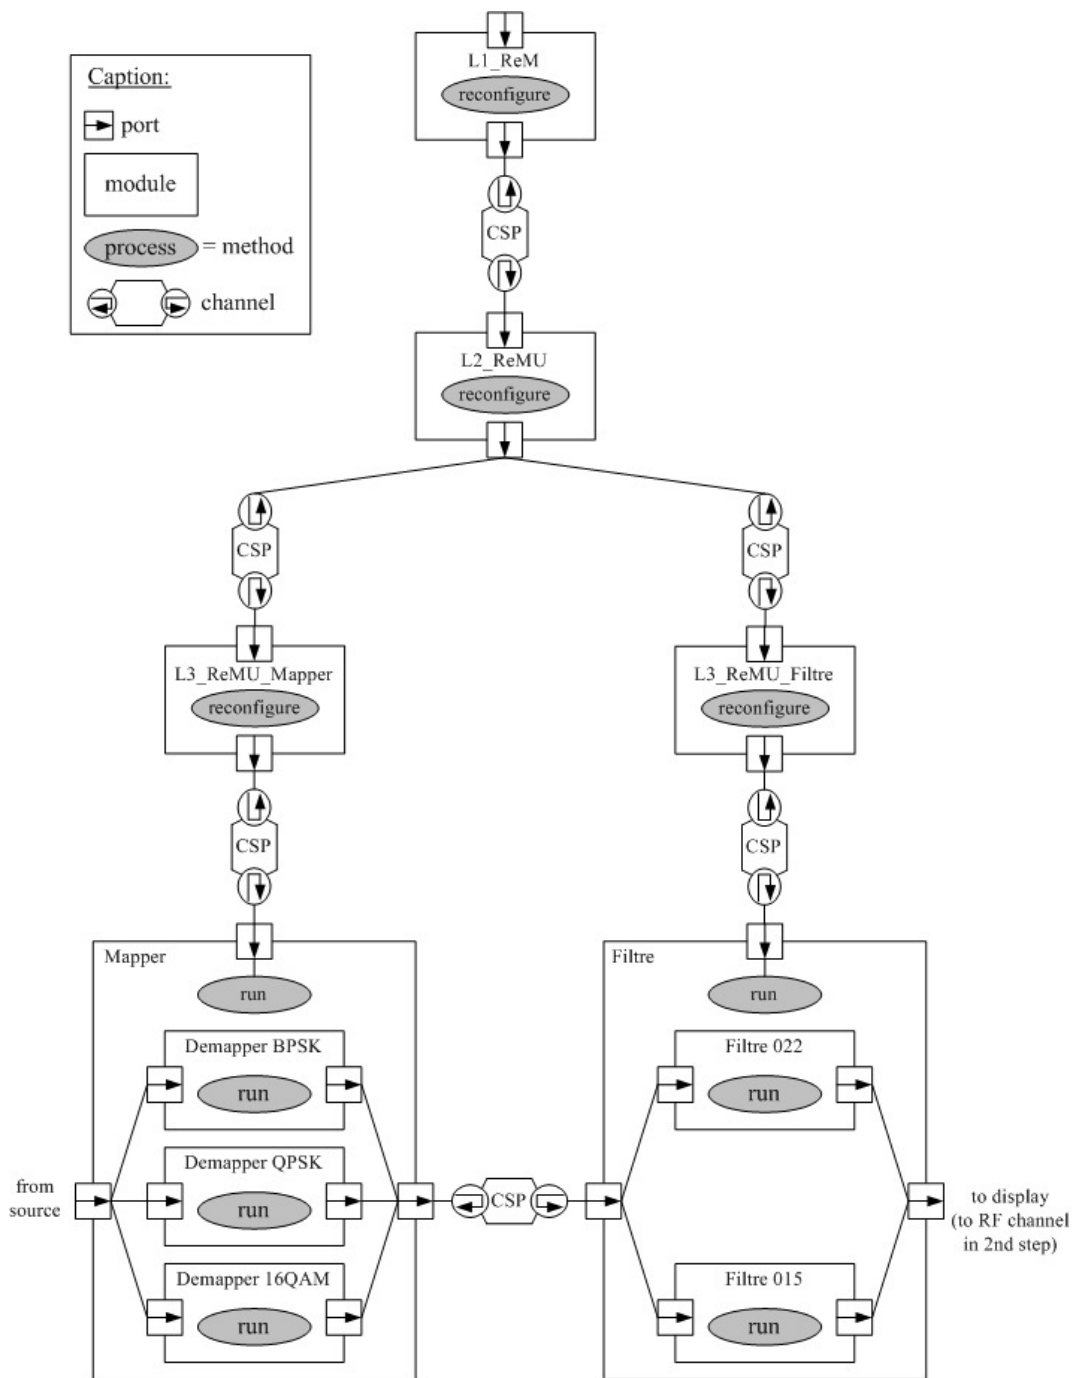 Caption:
port
module
process = method
channel
L1_ReM
reconfigure
CSP
L2_ReMU
reconfigure
CSP
CSP
L3_ReMU_Mapper
reconfigure
L3_ReMU_Filtre
reconfigure
CSP
CSP
Mapper
run
Demapper BPSK
run
Demapper QPSK
run
Demapper 16QAM
run
from
source
CSP
Filtre
run
Filtre 022
run
Filtre 015
run
to display
(to RF channel
in 2nd step)